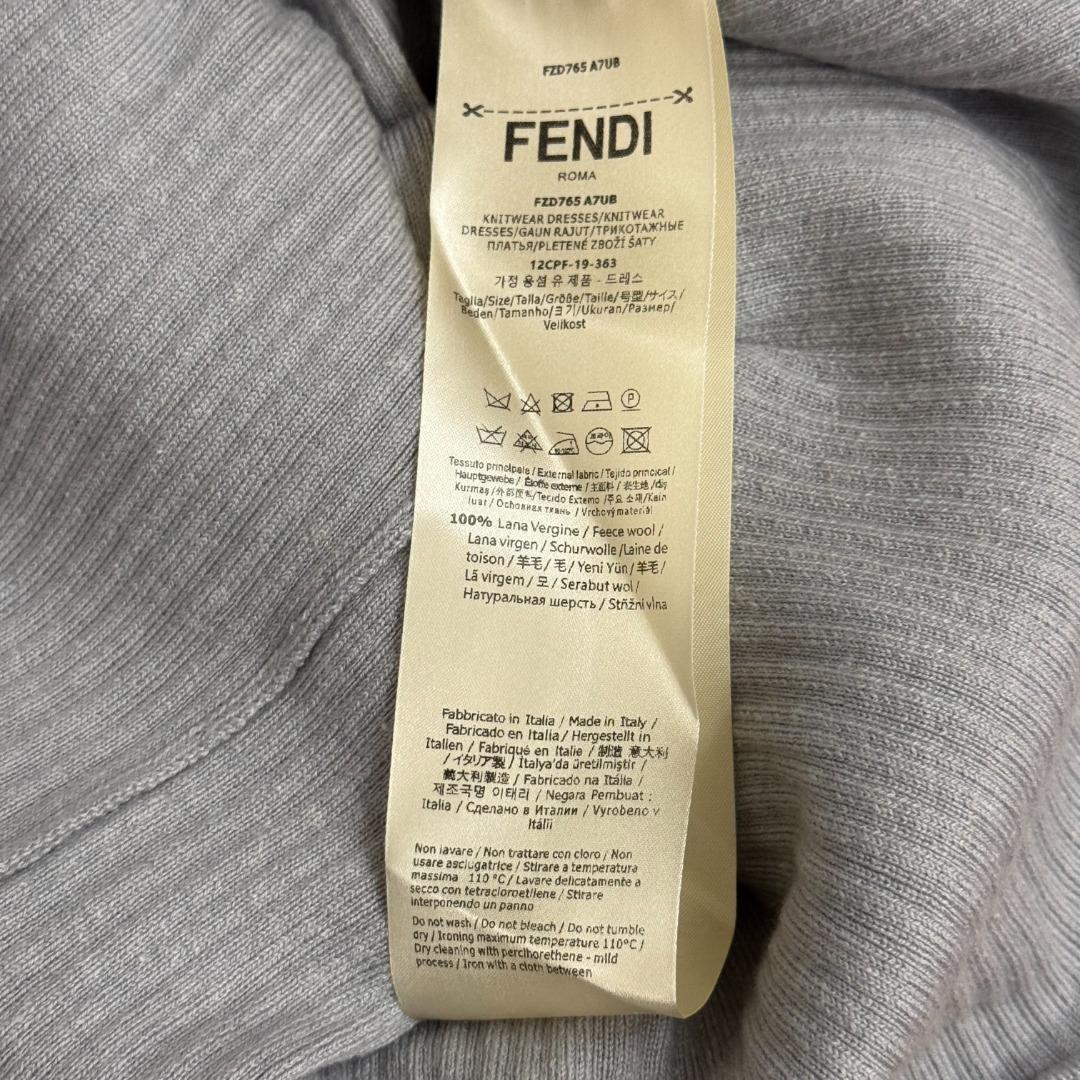 FZD765 A7UB
FENDI
ROMA
FZD765 A7UB
KNITWEAR DRESSES/KNITWEAR
DRESSES/GAUN RAJUT/ТРИКОТАЖНЫЕ
ПЛАТЬЯ/PLETENÉ ZBOŽÍ ŠATY
12CPF-19-363
가정 용섬 유 제품 - 드레스
Taglia/Size/Talla/Größe/Taille/号型/サイズ/
Beden/Tamanho/크기/Ukuran/Размер/
Velikost
P
Tessuto principale / External fabric / Tejido principal /
Hauptgewebe / Étoffe externe / 主面料 / 表生地 / dış
Kumaş /外部面料/Tecido Externo /주요 소재/Kain
luar / Основная ткань / Vrchový materiál
100% Lana Vergine / Feece wool /
Lana virgen / Schurwolle /Laine de
toison / 羊毛/ 毛/ Yeni Yün / 羊毛/
Lã virgem / 모 / Serabut wol /
Натуральная шерсть / Stňžní vlna
Fabbricato in Italia / Made in Italy /
Fabricado en Italia / Hergestellt in
Italien / Fabriqué en Italie / 制造 意大利
/ イタリア製 / İtalya'da üretilmiştir /
義大利製造 / Fabricado na Itália /
제조국명 이태리 / Negara Pembuat :
Italia / Сделано в Италии / Vyrobeno v
Itálii
Non lavare / Non trattare con cloro / Non
usare asciugatrice / Stirare a temperatura
massima 110 °C / Lavare delicatamente a
secco con tetracloroetilene / Stirare
interponendo un panno
Do not wash / Do not bleach / Do not tumble
dry / Ironing maximum temperature 110°C /
Dry cleaning with perclhorethene - mild
process / Iron with a cloth between